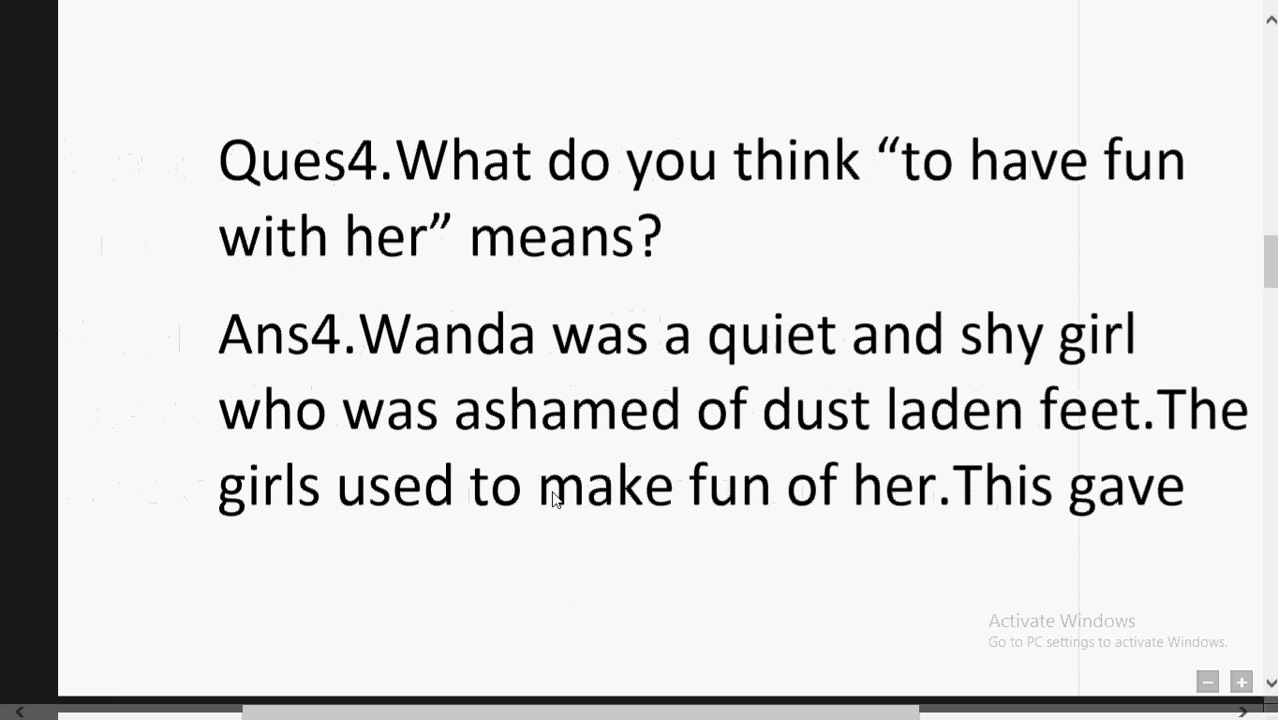 Ques4.What do you think “to have fun
with her” means?
Ans4.Wanda was a quiet and shy girl
who was ashamed of dust laden feet.The
girls used to make fun of her.This gave
Activate Windows
Go to PC settings to activate Windows.